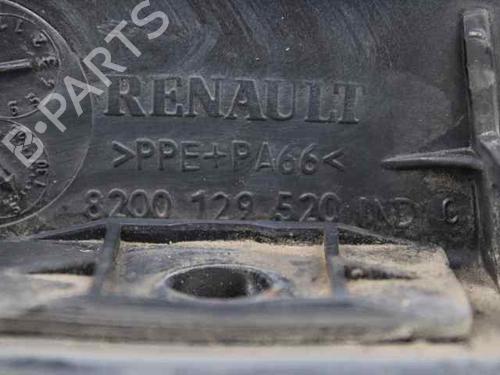 B-PARTS
RENAULT
>PPE+PA66<
8200 129 520 IND C